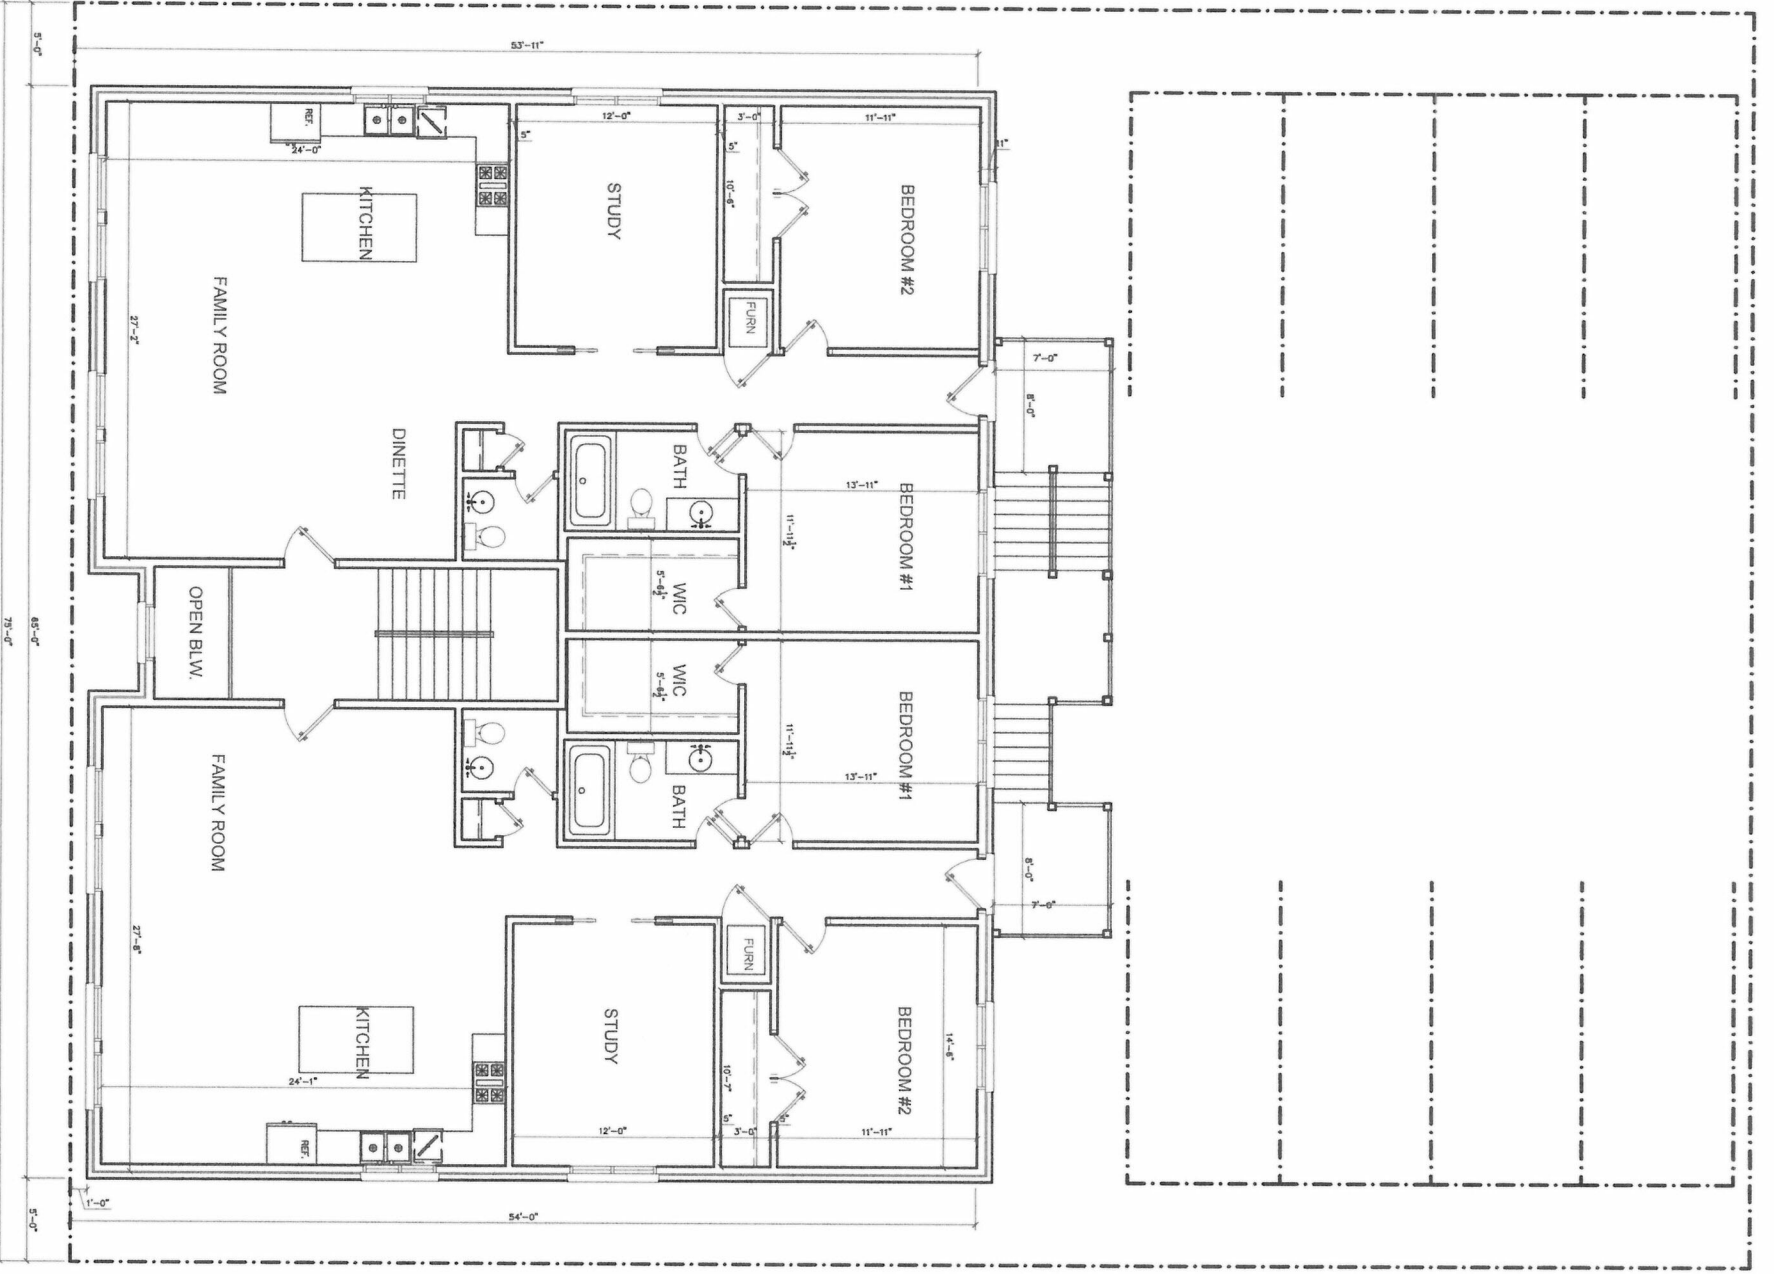 5'-0"
53'-11"
REF.
24'-0"
5"
12'-0"
5"
3'-0"
11'-11"
11"
10'-6"
KITCHEN
STUDY
BEDROOM #2
FURN
FAMILY ROOM
27'-2"
7'-0"
8'-0"
DINETTE
BATH
13'-11"
BEDROOM #1
11'-11½"
WIC
5'-6½"
OPEN BLW.
75'-0"
65'-0"
WIC
5'-6½"
BEDROOM #1
11'-11½"
13'-11"
BATH
FAMILY ROOM
8'-0"
7'-0"
27'-8"
FURN
KITCHEN
STUDY
BEDROOM #2
14'-6"
24'-1"
10'-7"
5"
REF.
12'-0"
3'-0"
11'-11"
1'-0"
5'-0"
54'-0"